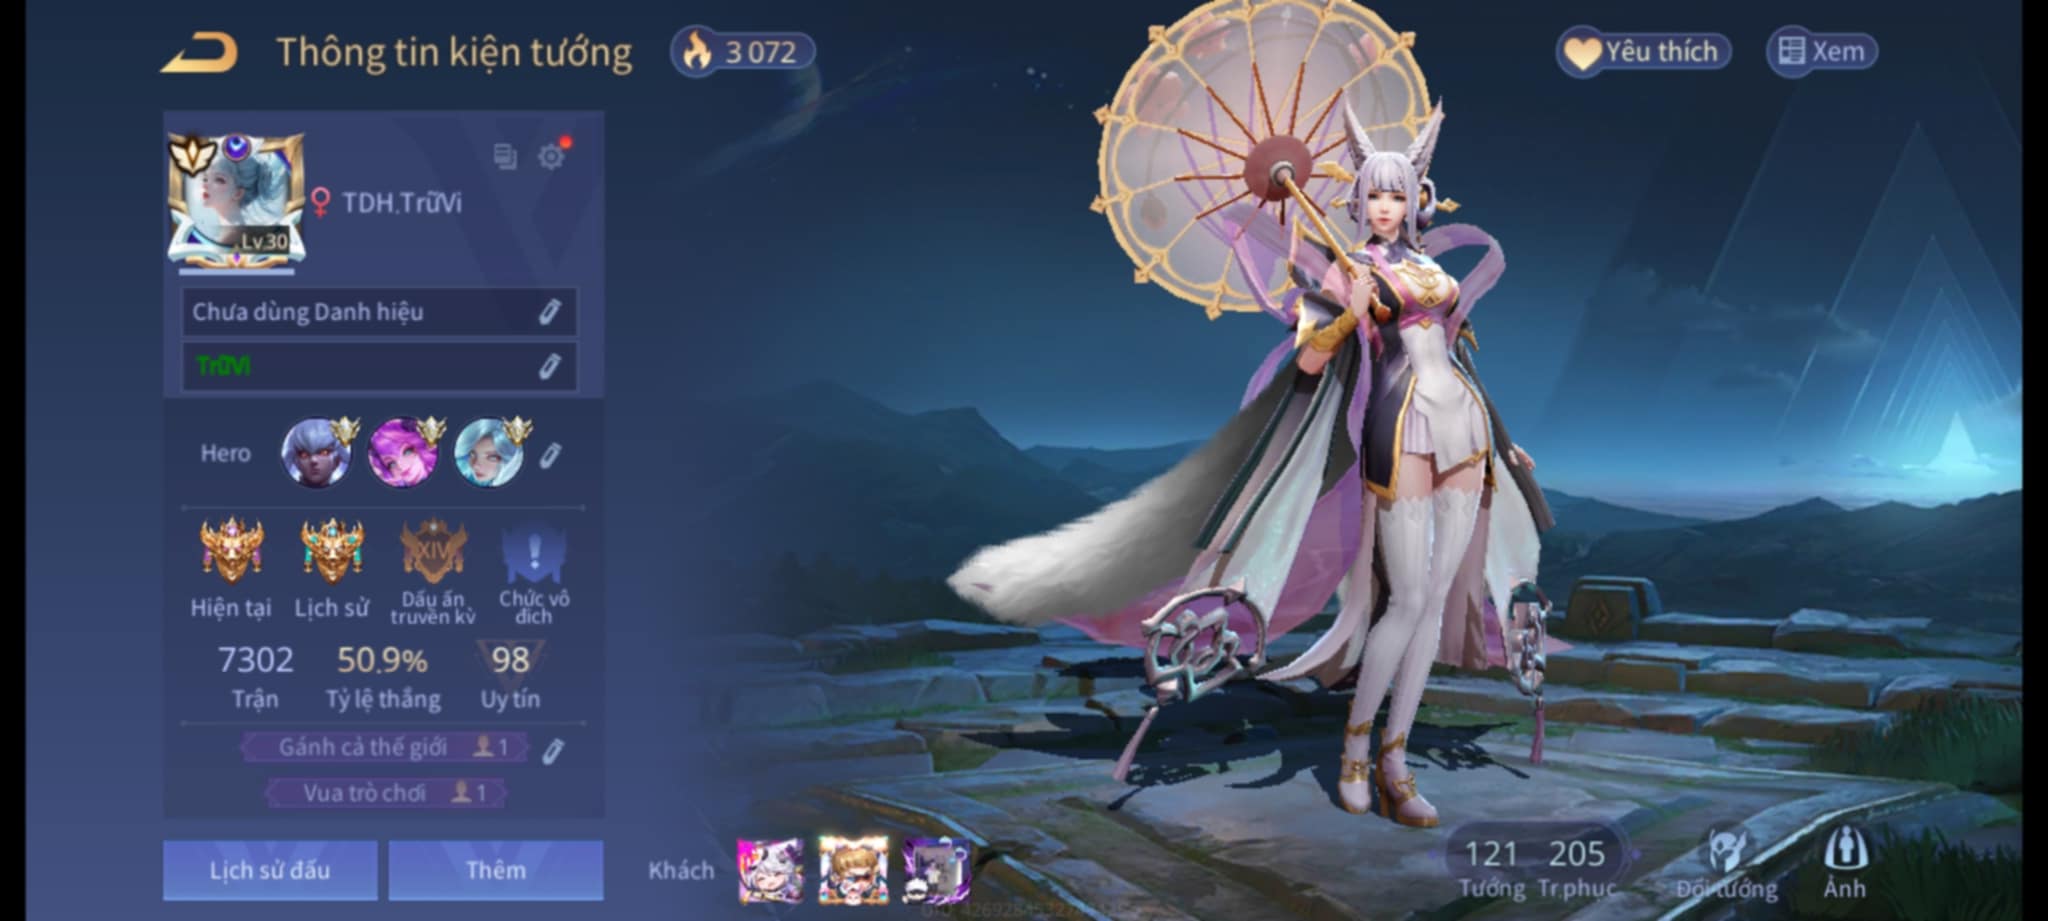 Thông tin kiện tướng
3 072
Yêu thích
Xem
Lv.30
TDH.TrữVi
Chưa dùng Danh hiệu
TrữVi
Hero
XIV
Hiện tại
Lịch sử
Dấu ấn
truyền kỳ
Chức vô
địch
7302
50.9%
98
Trận
Tỷ lệ thắng
Uy tín
Gánh cả thế giới 1
Vua trò chơi 1
Lịch sử đấu
Thêm
Khách
121
205
Tướng
Tr.phục
Đổi tướng
Ảnh